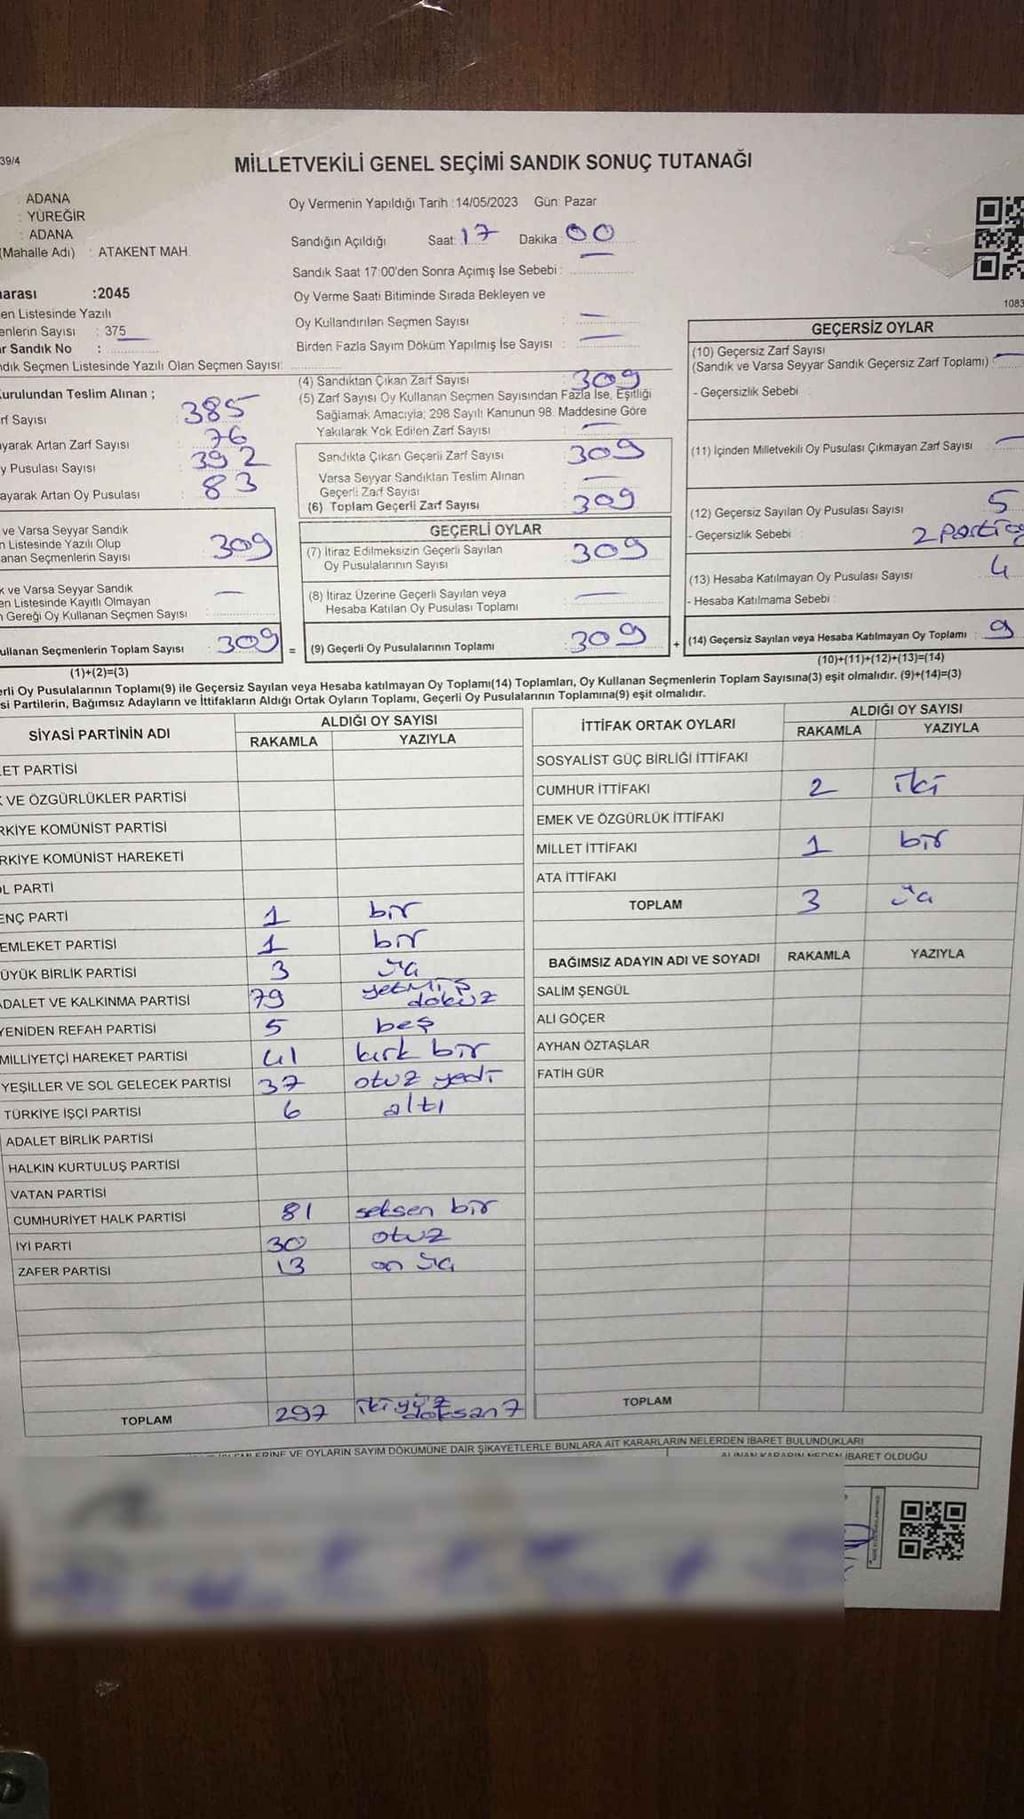 39/4
MİLLETVEKİLİ GENEL SEÇİMİ SANDIK SONUÇ TUTANAĞI
: ADANA
: YÜREĞİR
: ADANA
(Mahalle Adı) : ATAKENT MAH.
arası :2045
en Listesinde Yazılı
enlerin Sayısı : 375
ar Sandık No :
ndık Seçmen Listesinde Yazılı Olan Seçmen Sayısı:
Oy Vermenin Yapıldığı Tarih :14/05/2023 Gün: Pazar
Sandığın Açıldığı Saat: 17 Dakika: 00
Sandık Saat 17:00'den Sonra Açımış İse Sebebi :
Oy Verme Saati Bitiminde Sırada Bekleyen ve
Oy Kullandırılan Seçmen Sayısı : —
Birden Fazla Sayım Döküm Yapılmış İse Sayısı : —
1083
urulundan Teslim Alınan ;
rf Sayısı : 385
yarak Artan Zarf Sayısı : 76
y Pusulası Sayısı : 392
ayarak Artan Oy Pusulası : 83
ve Varsa Seyyar Sandık
n Listesinde Yazılı Olup
anan Seçmenlerin Sayısı : 309
k ve Varsa Seyyar Sandık
en Listesinde Kayıtlı Olmayan
n Gereği Oy Kullanan Seçmen Sayısı : —
ullanan Seçmenlerin Toplam Sayısı : 309
(1)+(2)=(3)
(4) Sandıktan Çıkan Zarf Sayısı : 309
(5) Zarf Sayısı Oy Kullanan Seçmen Sayısından Fazla İse, Eşitliği
Sağlamak Amacıyla; 298 Sayılı Kanunun 98. Maddesine Göre
Yakılarak Yok Edilen Zarf Sayısı : —
Sandıkta Çıkan Geçerli Zarf Sayısı : 309
Varsa Seyyar Sandıktan Teslim Alınan
Geçerli Zarf Sayısı : —
(6) Toplam Geçerli Zarf Sayısı : 309
GEÇERLİ OYLAR
(7) İtiraz Edilmeksizin Geçerli Sayılan
Oy Pusulalarının Sayısı : 309
(8) İtiraz Üzerine Geçerli Sayılan veya
Hesaba Katılan Oy Pusulası Toplamı : —
= (9) Geçerli Oy Pusulalarının Toplamı : 309 +
GEÇERSİZ OYLAR
(10) Geçersiz Zarf Sayısı
(Sandık ve Varsa Seyyar Sandık Geçersiz Zarf Toplamı) : —
- Geçersizlik Sebebi :
(11) İçinden Milletvekili Oy Pusulası Çıkmayan Zarf Sayısı : —
(12) Geçersiz Sayılan Oy Pusulası Sayısı : 5
- Geçersizlik Sebebi : 2
(13) Hesaba Katılmayan Oy Pusulası Sayısı : 4
- Hesaba Katılmama Sebebi :
(14) Geçersiz Sayılan veya Hesaba Katılmayan Oy Toplamı : 9
(10)+(11)+(12)+(13)=(14)
erli Oy Pusulalarının Toplamı(9) ile Geçersiz Sayılan veya Hesaba katılmayan Oy Toplamı(14) Toplamları, Oy Kullanan Seçmenlerin Toplam Sayısına(3) eşit olmalıdır. (9)+(14)=(3)
si Partilerin, Bağımsız Adayların ve İttifakların Aldığı Ortak Oyların Toplamı, Geçerli Oy Pusulalarının Toplamına(9) eşit olmalıdır.
SİYASİ PARTİNİN ADI ALDIĞI OY SAYISI
RAKAMLA YAZIYLA
LET PARTİSİ
K VE ÖZGÜRLÜKLER PARTİSİ
RKİYE KOMÜNİST PARTİSİ
RKİYE KOMÜNİST HAREKETİ
OL PARTİ
ENÇ PARTİ 1 bir
EMLEKET PARTİSİ 1 bir
ÜYÜK BİRLİK PARTİSİ 3 üç
ADALET VE KALKINMA PARTİSİ 79 yetmiş dokuz
YENİDEN REFAH PARTİSİ 5 beş
MİLLİYETÇİ HAREKET PARTİSİ 41 kırk bir
YEŞİLLER VE SOL GELECEK PARTİSİ 37 otuz yedi
TÜRKİYE İŞÇİ PARTİSİ 6 altı
ADALET BİRLİK PARTİSİ
HALKIN KURTULUŞ PARTİSİ
VATAN PARTİSİ
CUMHURİYET HALK PARTİSİ 81 seksen bir
İYİ PARTİ 30 otuz
ZAFER PARTİSİ 13 on üç
TOPLAM 297 ikiyüz doksan 7
İTTİFAK ORTAK OYLARI ALDIĞI OY SAYISI
RAKAMLA YAZIYLA
SOSYALİST GÜÇ BİRLİĞİ İTTİFAKI
CUMHUR İTTİFAKI 2 iki
EMEK VE ÖZGÜRLÜK İTTİFAKI
MİLLET İTTİFAKI 1 bir
ATA İTTİFAKI
TOPLAM 3 üç
BAĞIMSIZ ADAYIN ADI VE SOYADI RAKAMLA YAZIYLA
SALİM ŞENGÜL
ALİ GÖÇER
AYHAN ÖZTAŞLAR
FATİH GÜR
TOPLAM
VE OYLARIN SAYIM DÖKÜMÜNE DAİR ŞİKAYETLERLE BUNLARA AİT KARARLARIN NELERDEN İBARET BULUNDUKLARI
İBARET OLDUĞU